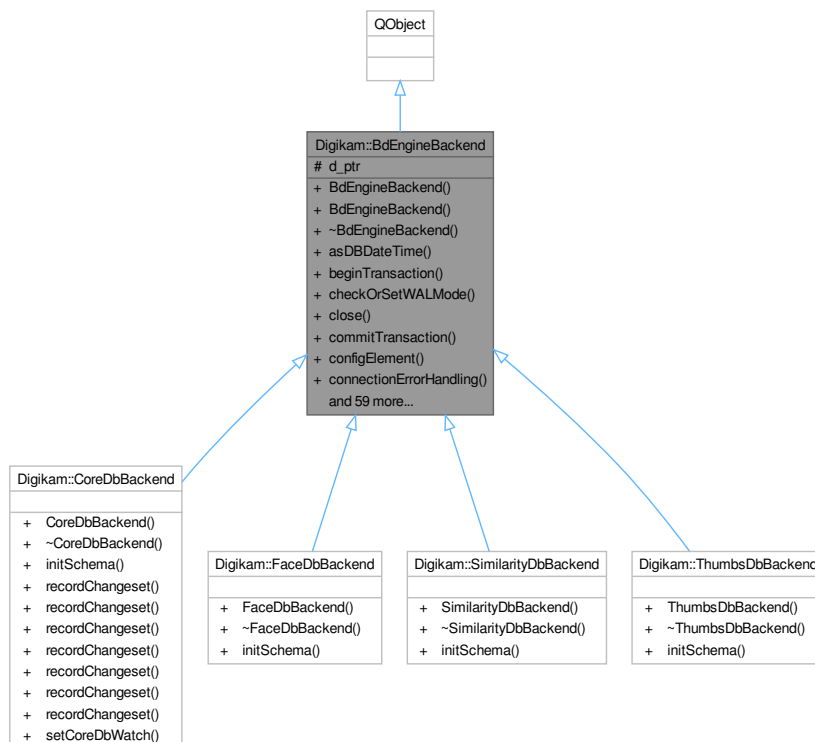 QObject
Digikam::BdEngineBackend
# d_ptr
+ BdEngineBackend()
+ BdEngineBackend()
+ ~BdEngineBackend()
+ asDBDateTime()
+ beginTransaction()
+ checkOrSetWALMode()
+ close()
+ commitTransaction()
+ configElement()
+ connectionErrorHandling()
and 59 more...
Digikam::CoreDbBackend
+ CoreDbBackend()
+ ~CoreDbBackend()
+ initSchema()
+ recordChangeset()
+ recordChangeset()
+ recordChangeset()
+ recordChangeset()
+ recordChangeset()
+ recordChangeset()
+ recordChangeset()
+ setCoreDbWatch()
Digikam::FaceDbBackend
+ FaceDbBackend()
+ ~FaceDbBackend()
+ initSchema()
Digikam::SimilarityDbBackend
+ SimilarityDbBackend()
+ ~SimilarityDbBackend()
+ initSchema()
Digikam::ThumbsDbBackend
+ ThumbsDbBackend()
+ ~ThumbsDbBackend()
+ initSchema()